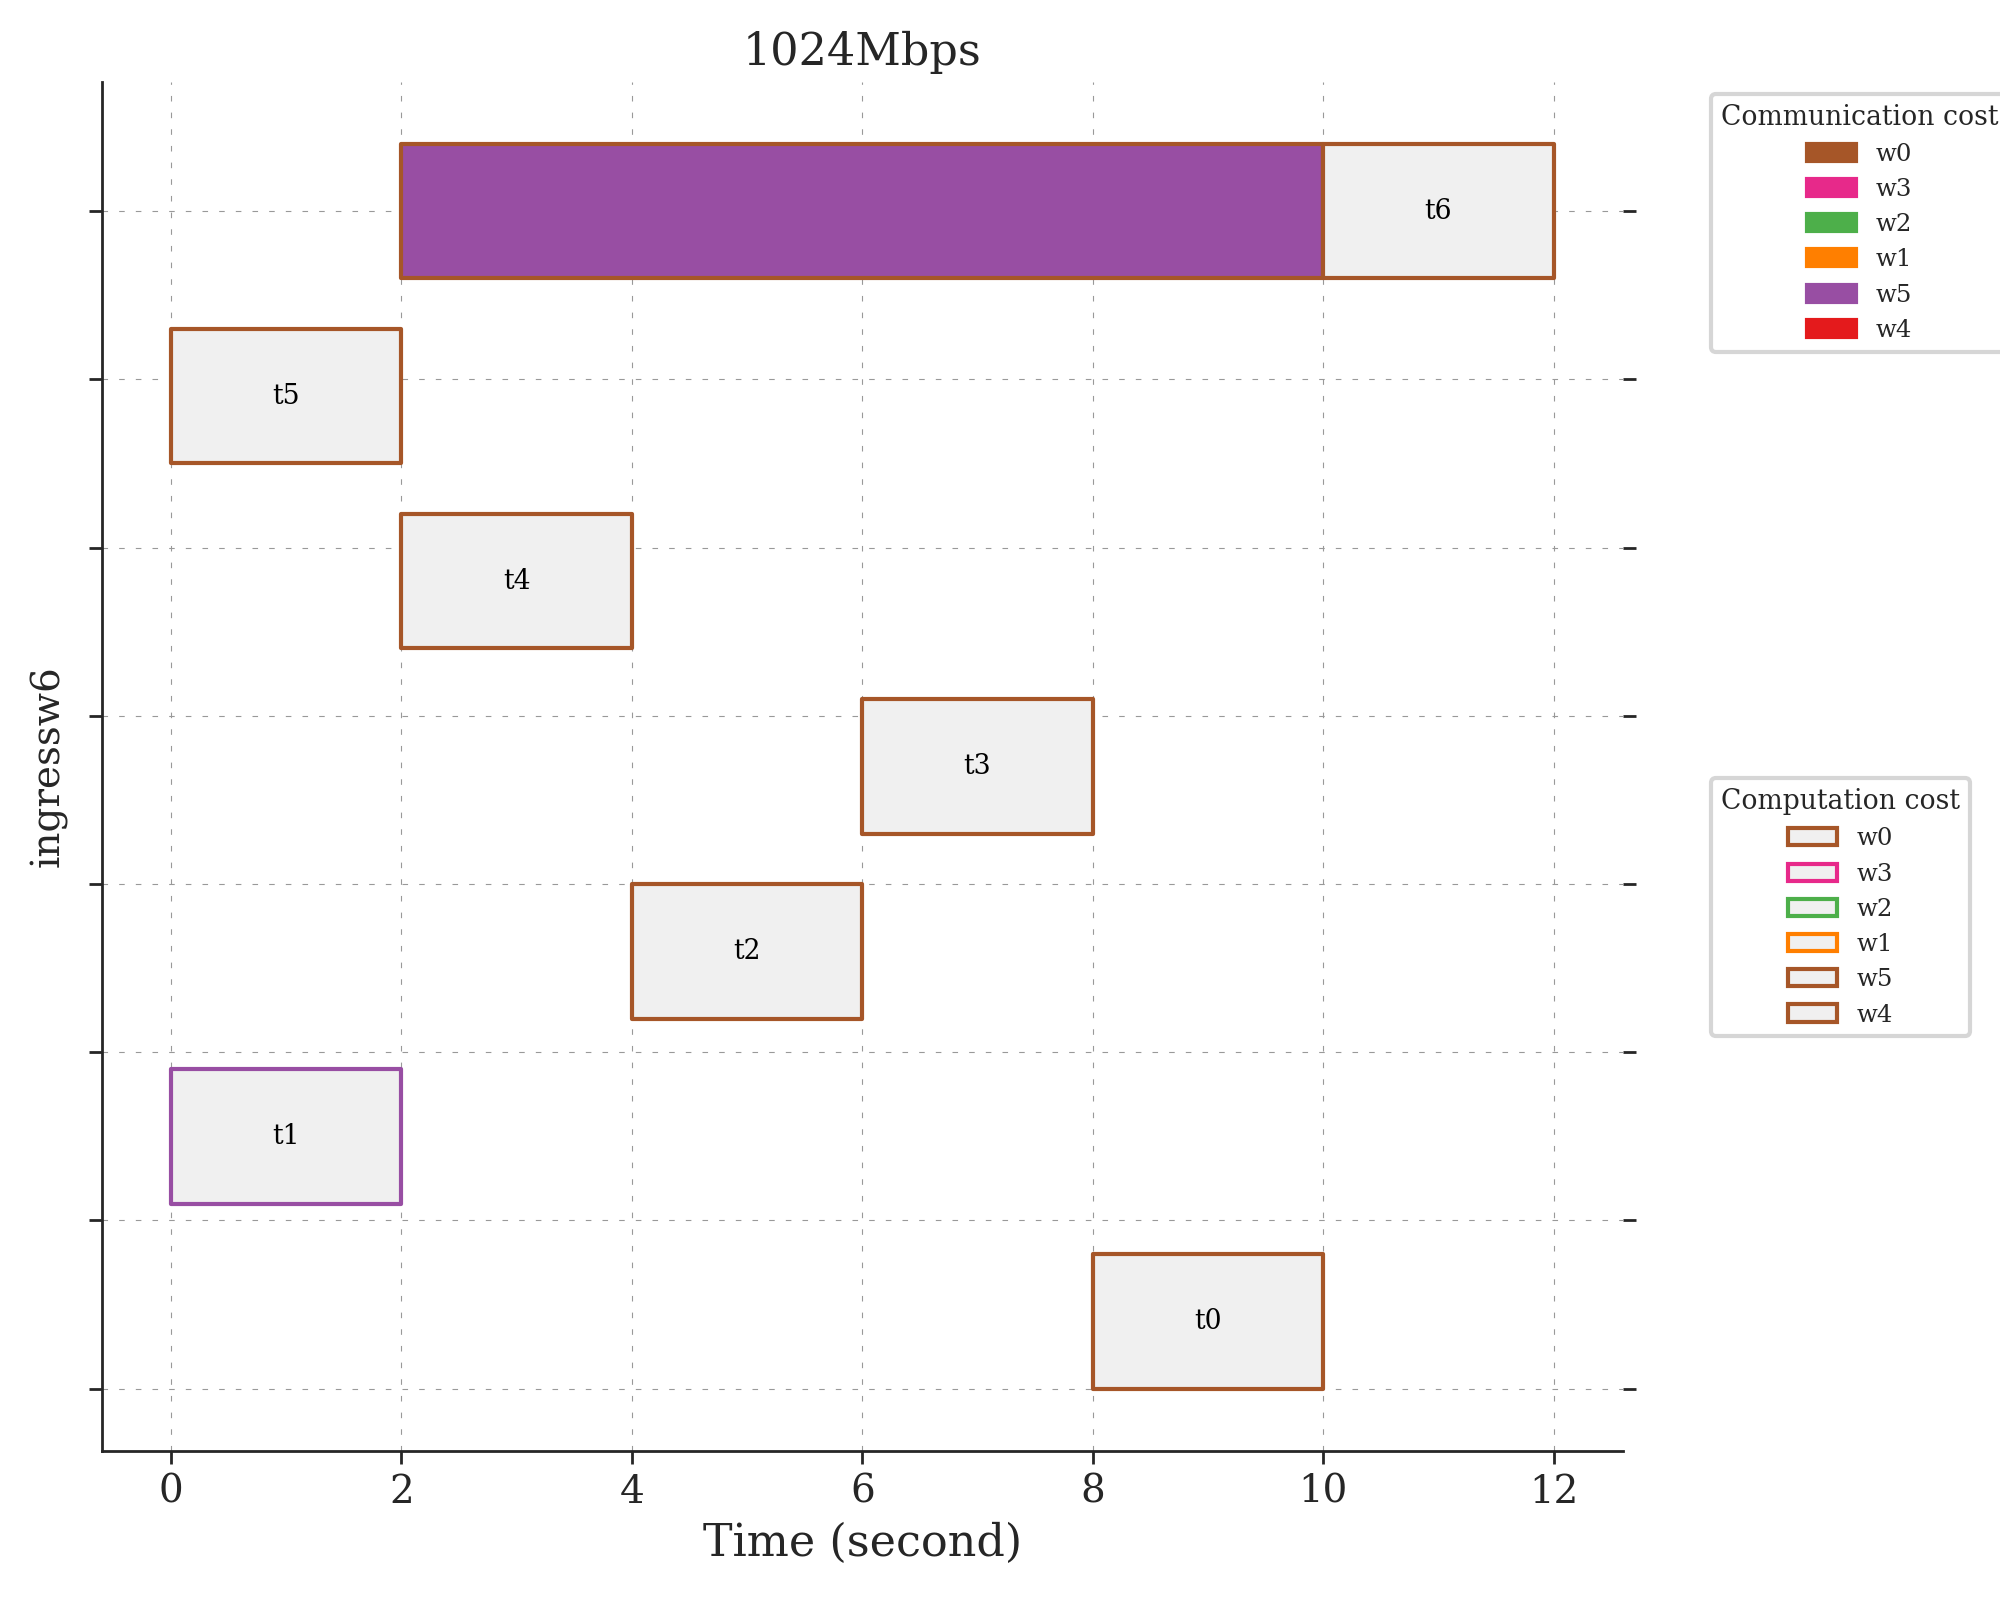 1024Mbps
Communication cost
w0
w3
w2
w1
w5
w4
t6
t5
t4
t3
t2
t1
t0
ingressw6
Computation cost
w0
w3
w2
w1
w5
w4
0 2 4 6 8 10 12
Time (second)